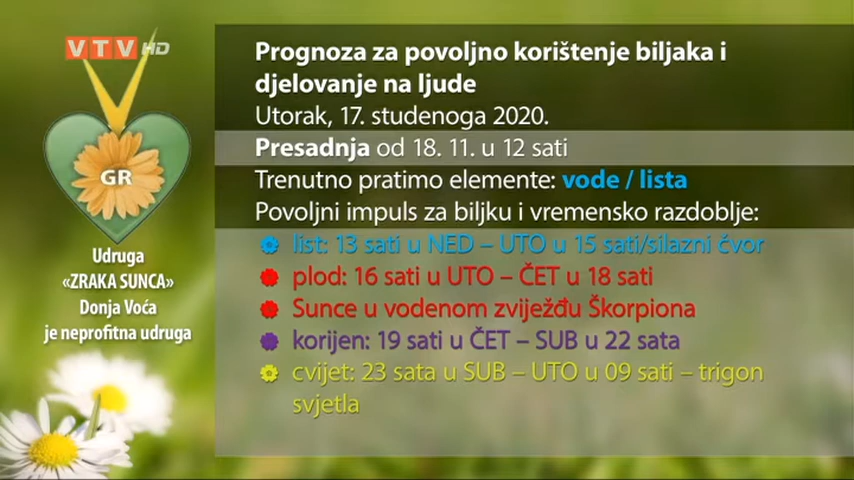 VTV HD
Prognoza za povoljno korištenje biljaka i
djelovanje na ljude
Utorak, 17. studenoga 2020.
Presadnja od 18. 11. u 12 sati
Trenutno pratimo elemente: vode / lista
Povoljni impuls za biljku i vremensko razdoblje:
list: 13 sati u NED – UTO u 15 sati/silazni čvor
plod: 16 sati u UTO – ČET u 18 sati
Sunce u vodenom zviježđu Škorpiona
korijen: 19 sati u ČET – SUB u 22 sata
cvijet: 23 sata u SUB – UTO u 09 sati – trigon
svjetla
GR
Udruga
«ZRAKA SUNCA»
Donja Voća
je neprofitna udruga